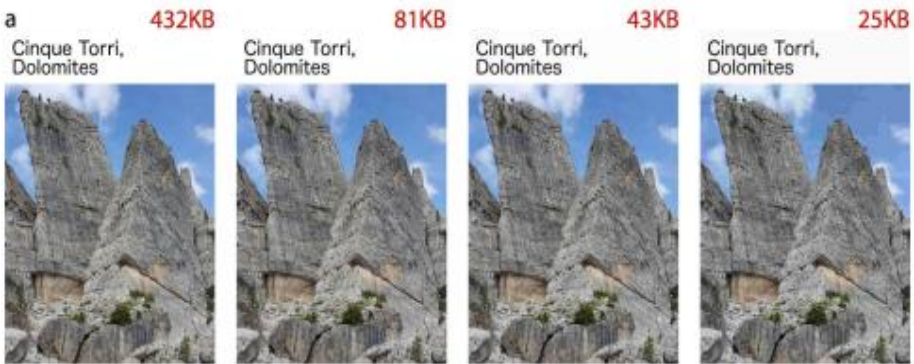 a
432KB
81KB
43KB
25KB
Cinque Torri,
Dolomites
Cinque Torri,
Dolomites
Cinque Torri,
Dolomites
Cinque Torri,
Dolomites